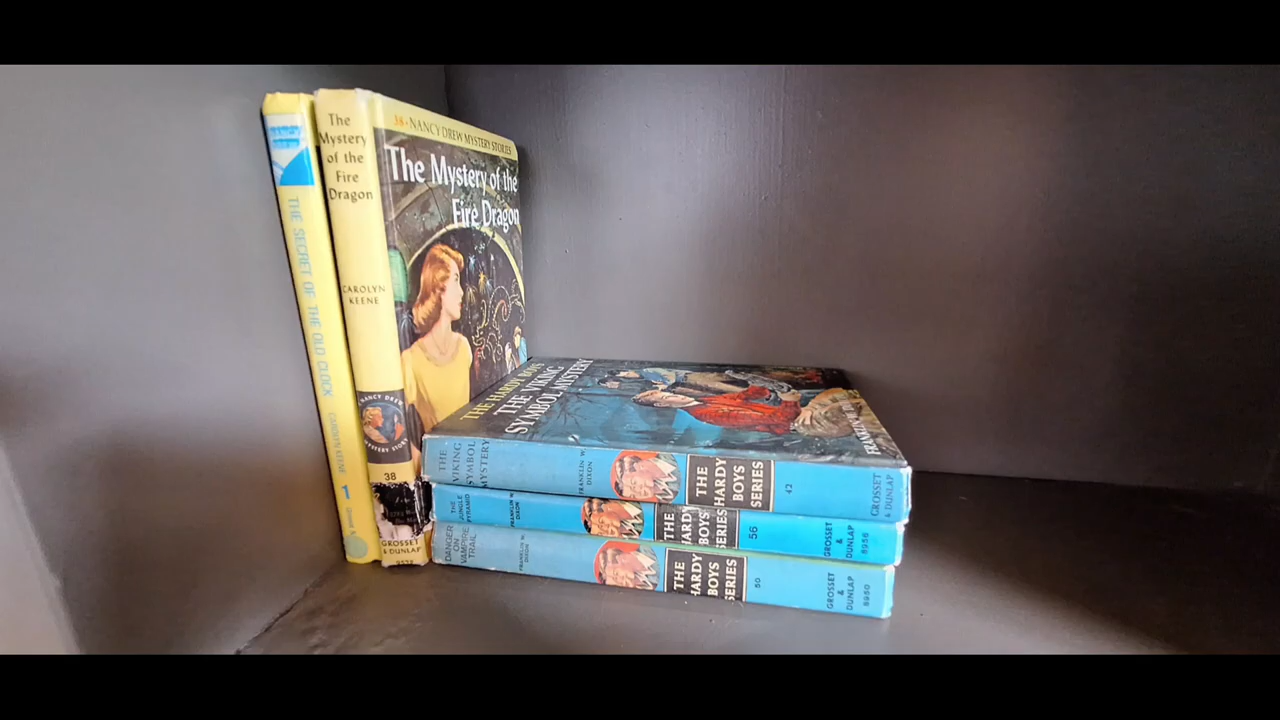 NANCY
DREW
THE SECRET OF THE OLD CLOCK
CAROLYN KEENE
1
The
Mystery
of the
Fire
Dragon
CAROLYN
KEENE
NANCY DREW
MYSTERY STORY
38
GROSSET
& DUNLAP
38 • NANCY DREW MYSTERY STORIES
The Mystery of the
Fire Dragon
THE HARDY BOYS
THE VIKING
SYMBOL MYSTERY
FRANKLIN W.
THE
VIKING
SYMBOL
MYSTERY
FRANKLIN W.
DIXON
THE
HARDY
BOYS
SERIES
42
GROSSET
&
DUNLAP
THE
JUNGLE
PYRAMID
FRANKLIN W.
DIXON
THE
HARDY
BOYS
SERIES
56
GROSSET
&
DUNLAP
8956
DANGER
ON
VAMPIRE
TRAIL
FRANKLIN W.
DIXON
THE
HARDY
BOYS
SERIES
50
GROSSET
&
DUNLAP
8950